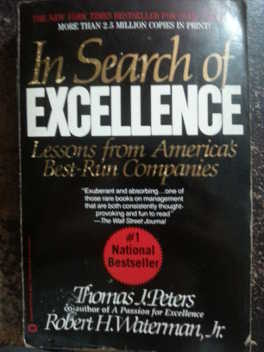 THE NEW YORK TIMES BESTSELLER FOR OVER
MORE THAN 2.5 MILLION COPIES IN PRINT!
In Search of
EXCELLENCE
Lessons from America's
Best-Run Companies
"Exuberant and absorbing...one of
those rare books on management
that are both consistently thought-
provoking and fun to read"
—The Wall Street Journal
#1
National
Bestseller
Thomas J. Peters
co-author of A Passion for Excellence
Robert H. Waterman, Jr.